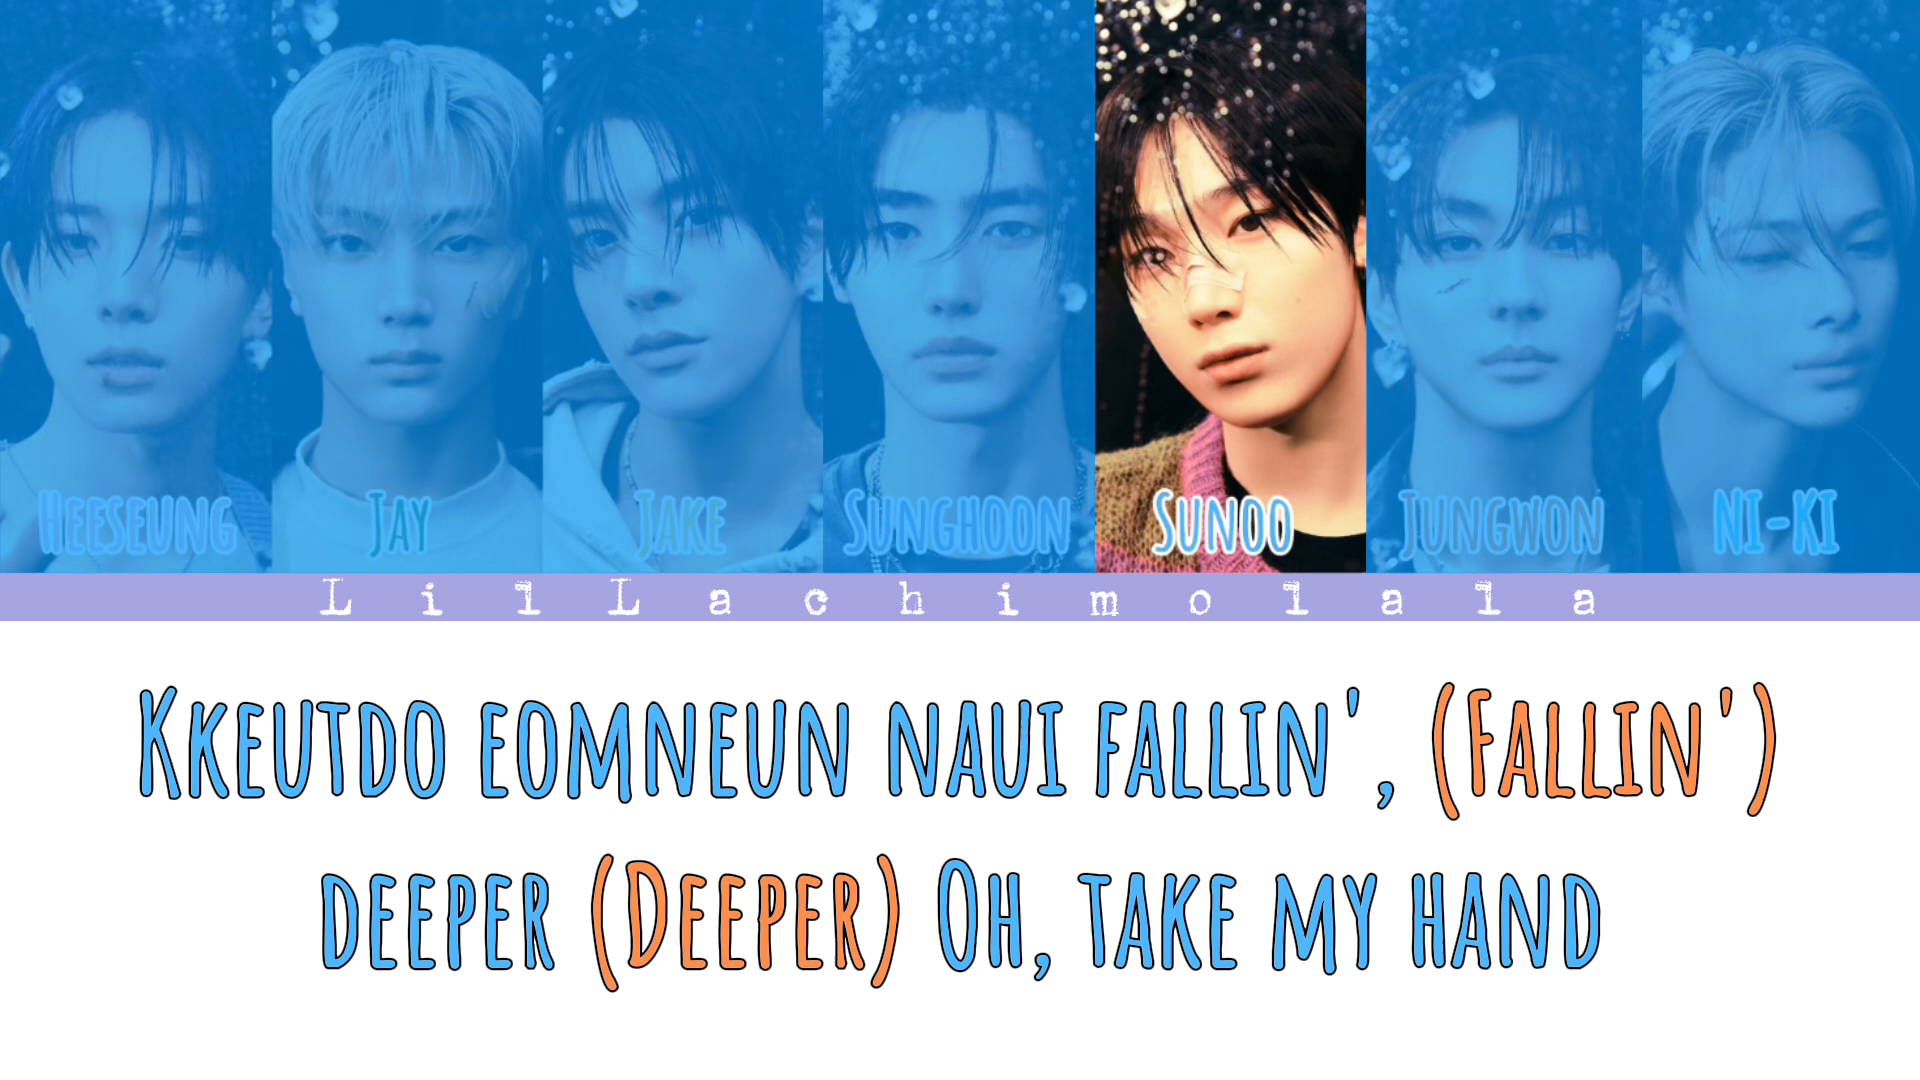 Heeseung Jay Jake Sunghoon Sunoo Jungwon NI-KI
LilLachimolala
Kkeutdo eomneun naui fallin', (Fallin')
deeper (Deeper) Oh, take my hand